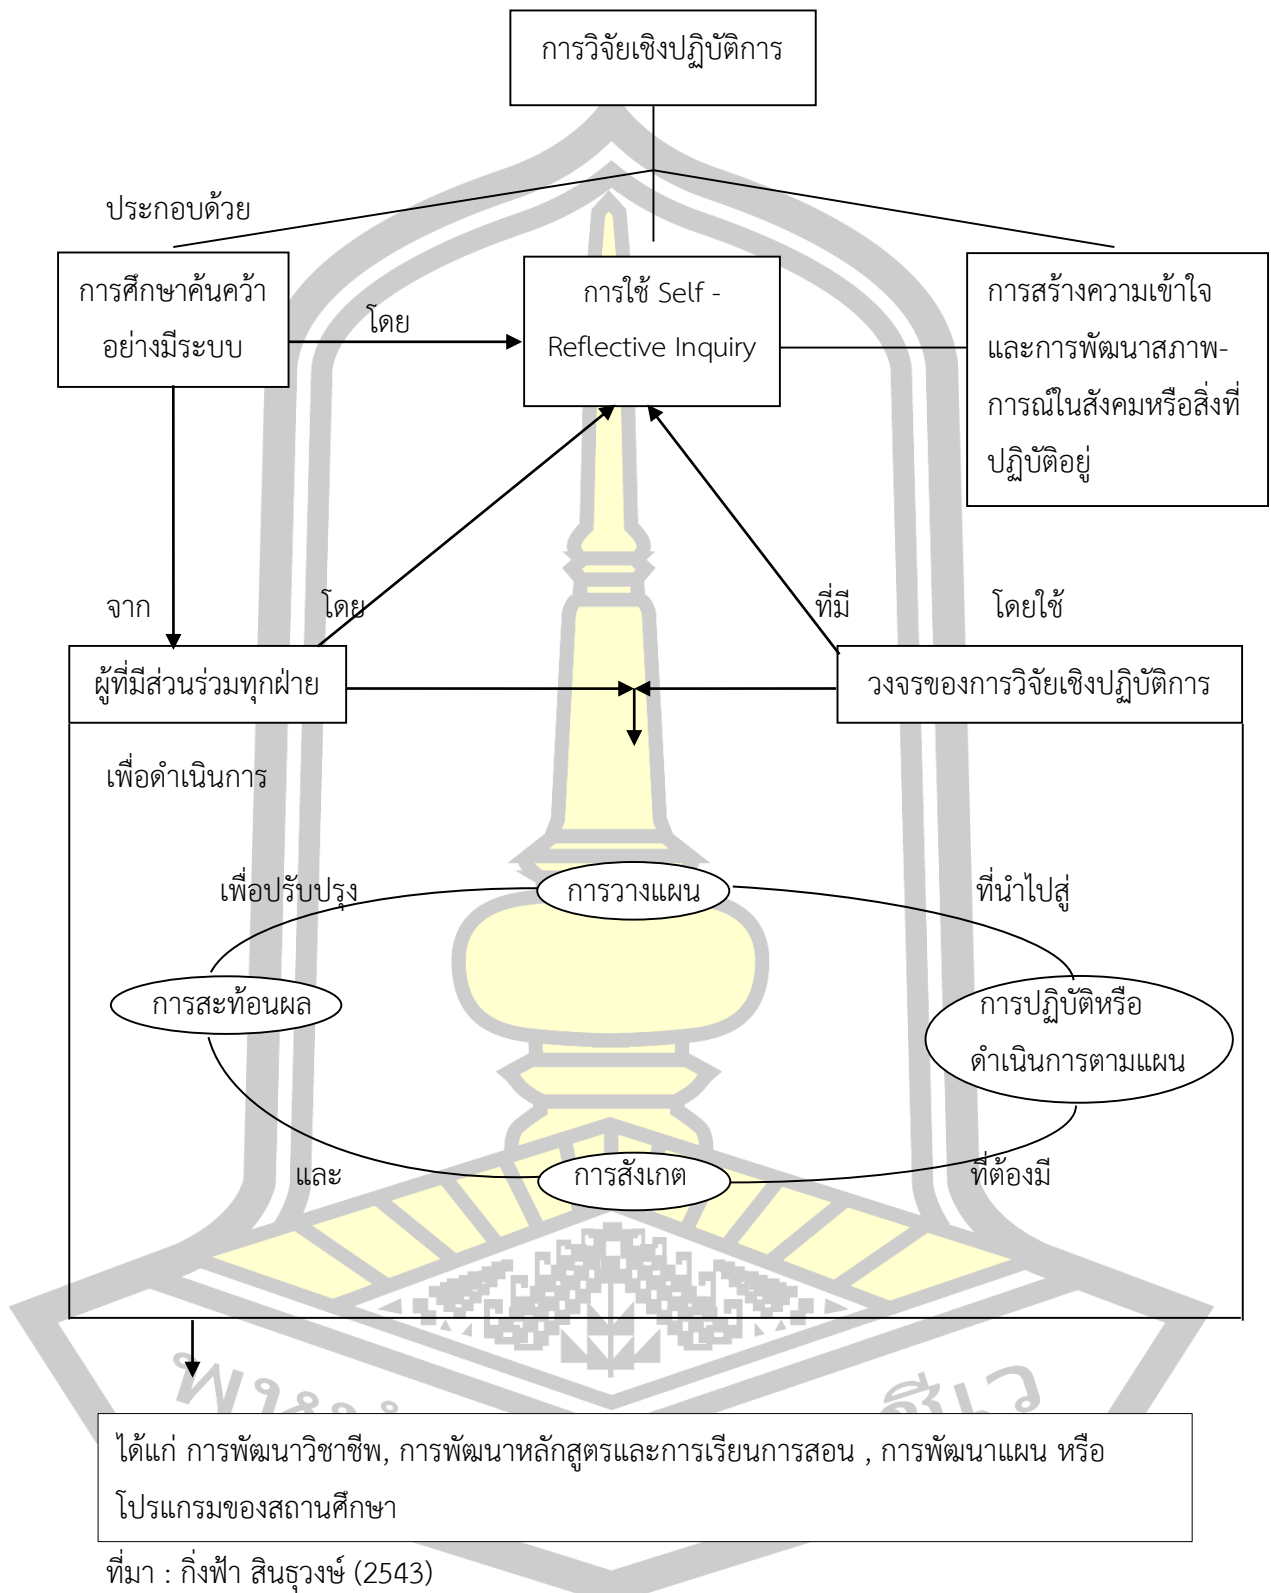 การวิจัยเชิงปฏิบัติการ
ประกอบด้วย
การศึกษาค้นคว้า
อย่างมีระบบ
โดย
การใช้ Self -
Reflective Inquiry
การสร้างความเข้าใจ
และการพัฒนาสภาพ-
การณ์ในสังคมหรือสิ่งที่
ปฏิบัติอยู่
จาก
โดย
ที่มี
โดยใช้
ผู้ที่มีส่วนร่วมทุกฝ่าย
วงจรของการวิจัยเชิงปฏิบัติการ
เพื่อดำเนินการ
เพื่อปรับปรุง
การวางแผน
ที่นำไปสู่
การสะท้อนผล
การปฏิบัติหรือ
ดำเนินการตามแผน
และ
การสังเกต
ที่ต้องมี
ได้แก่ การพัฒนาวิชาชีพ, การพัฒนาหลักสูตรและการเรียนการสอน , การพัฒนาแผน หรือ
โปรแกรมของสถานศึกษา
ที่มา : กิ่งฟ้า สินธุวงษ์ (2543)